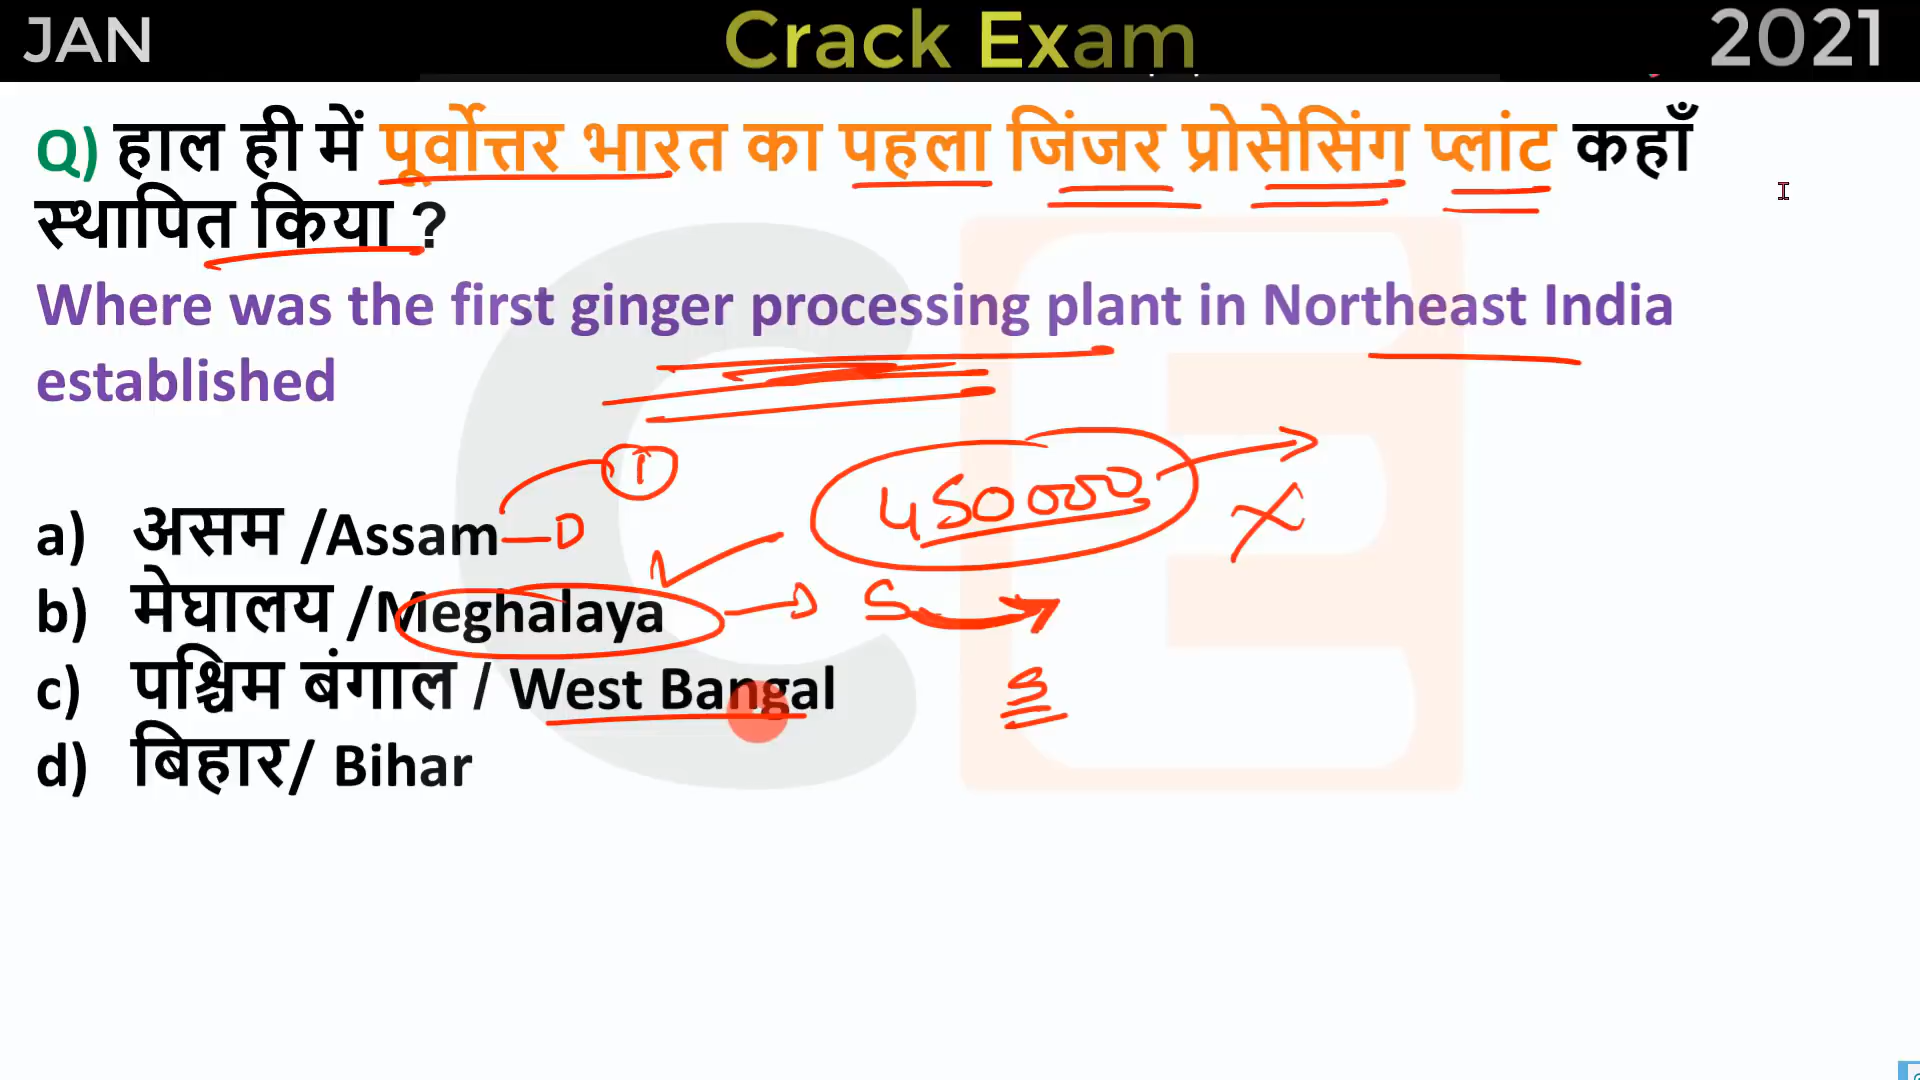 JAN Crack Exam 2021
Q) हाल ही में पूर्वोत्तर भारत का पहला जिंजर प्रोसेसिंग प्लांट कहाँ
स्थापित किया ?
Where was the first ginger processing plant in Northeast India
established
1
450000
a) असम /Assam D
b) मेघालय /Meghalaya S
c) पश्चिम बंगाल / West Bangal
d) बिहार/ Bihar